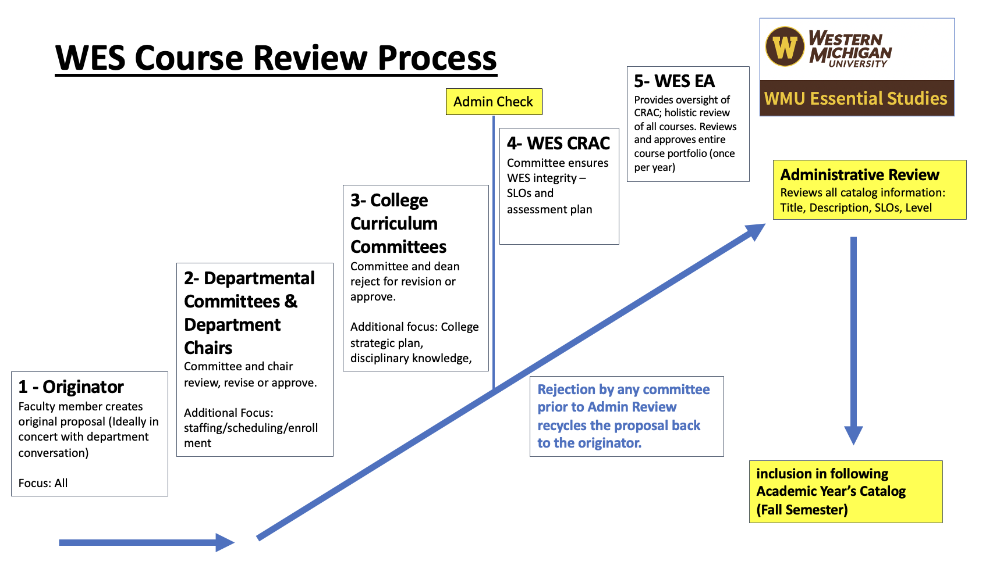 WES Course Review Process
W
WESTERN
MICHIGAN
UNIVERSITY
WMU Essential Studies
1 - Originator
Faculty member creates
original proposal (Ideally in
concert with department
conversation)
Focus: All
2- Departmental
Committees &
Department
Chairs
Committee and chair
review, revise or approve.
Additional Focus:
staffing/scheduling/enroll
ment
3- College
Curriculum
Committees
Committee and dean
reject for revision or
approve.
Additional focus: College
strategic plan,
disciplinary knowledge,
Admin Check
4- WES CRAC
Committee ensures
WES integrity –
SLOs and
assessment plan
5- WES EA
Provides oversight of
CRAC; holistic review
of all courses. Reviews
and approves entire
course portfolio (once
per year)
Administrative Review
Reviews all catalog information:
Title, Description, SLOs, Level
Rejection by any committee
prior to Admin Review
recycles the proposal back
to the originator.
inclusion in following
Academic Year’s Catalog
(Fall Semester)